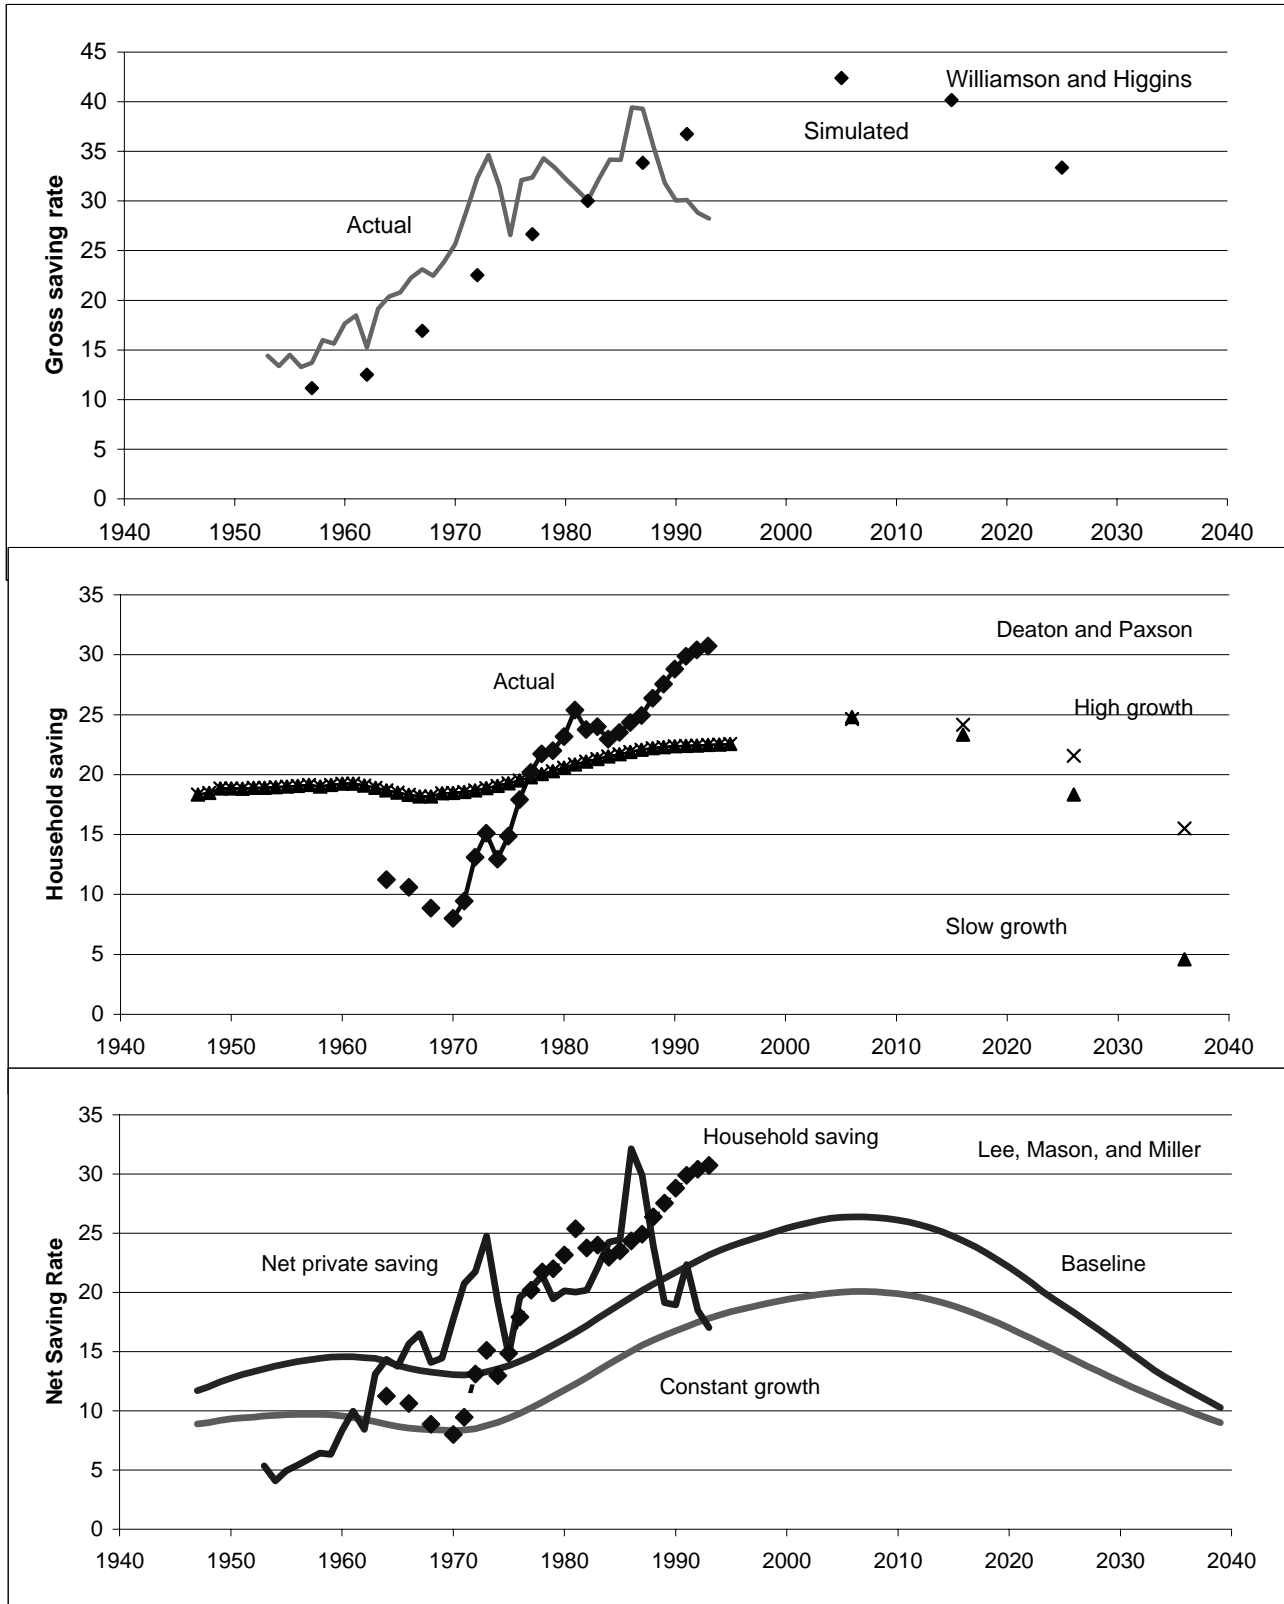 45
40
35
30
25
20
15
10
5
0
Gross saving rate
Williamson and Higgins
Simulated
Actual
1940 1950 1960 1970 1980 1990 2000 2010 2020 2030 2040
35
30
25
20
15
10
5
0
Household saving
Deaton and Paxson
Actual
High growth
Slow growth
1940 1950 1960 1970 1980 1990 2000 2010 2020 2030 2040
35
30
25
20
15
10
5
0
Net Saving Rate
Household saving
Lee, Mason, and Miller
Net private saving
Baseline
Constant growth
1940 1950 1960 1970 1980 1990 2000 2010 2020 2030 2040